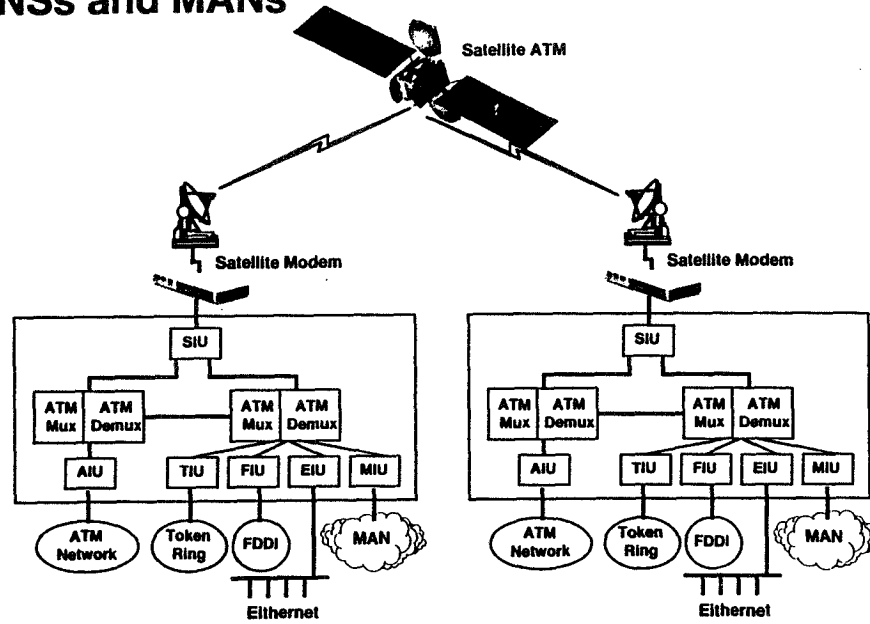 NSs and MANs
Satellite ATM
Satellite Modem
Satellite Modem
SIU
SIU
ATM Mux
ATM Demux
ATM Mux
ATM Demux
ATM Mux
ATM Demux
ATM Mux
ATM Demux
AIU
TIU
FIU
EIU
MIU
AIU
TIU
FIU
EIU
MIU
ATM Network
Token Ring
FDDI
MAN
ATM Network
Token Ring
FDDI
MAN
Eithernet
Eithernet